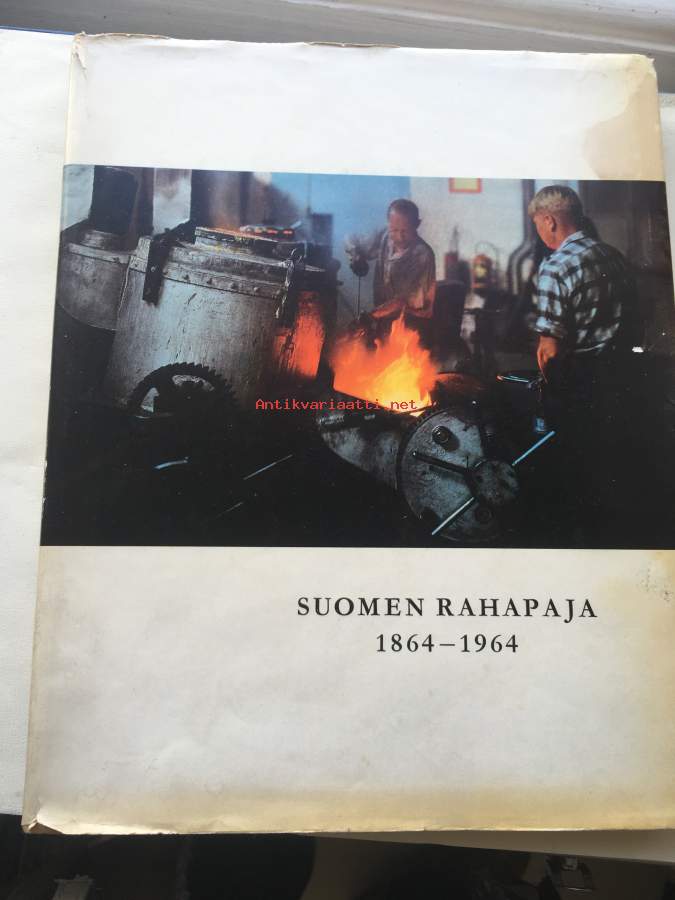 Antikvariaatti.net
SUOMEN RAHAPAJA
1864–1964